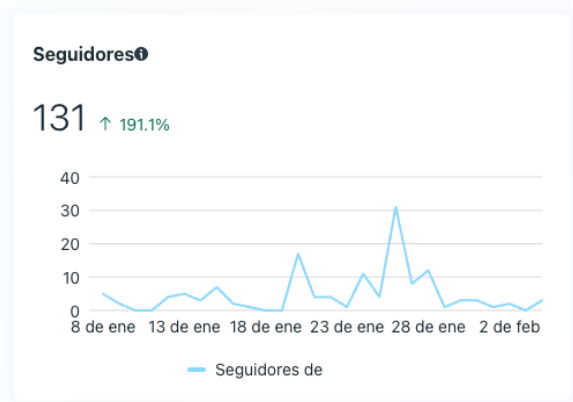 Seguidores
131 ↑ 191.1%
40
30
20
10
0
8 de ene 13 de ene 18 de ene 23 de ene 28 de ene 2 de feb
Seguidores de